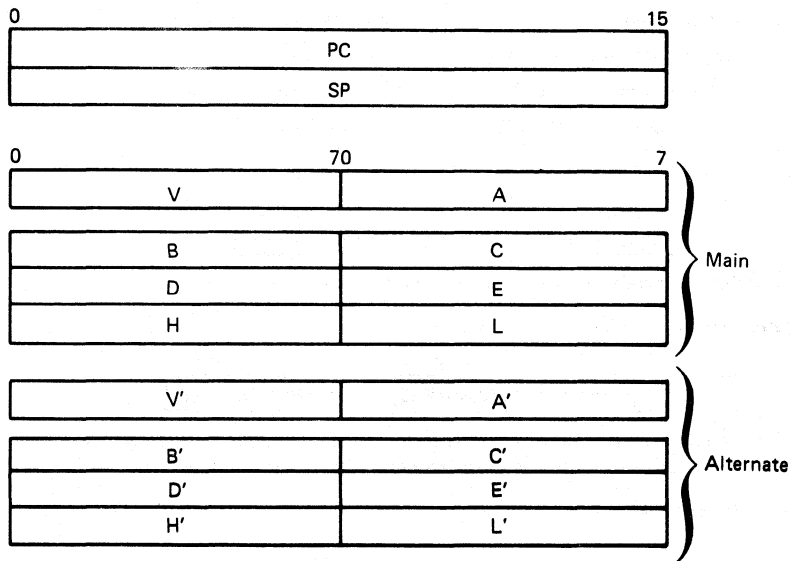 0 15
PC
SP
0 70 7
V A
B C
D E
H L
Main
V′ A′
B′ C′
D′ E′
H′ L′
Alternate